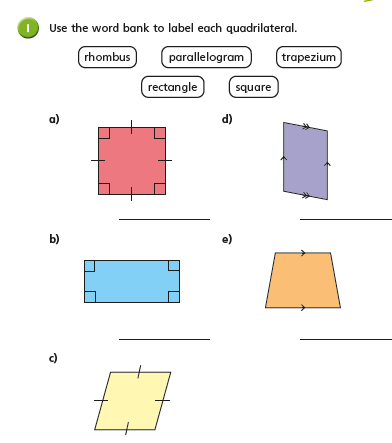 1 Use the word bank to label each quadrilateral.
rhombus parallelogram trapezium
rectangle square
a) d)
b) e)
c)